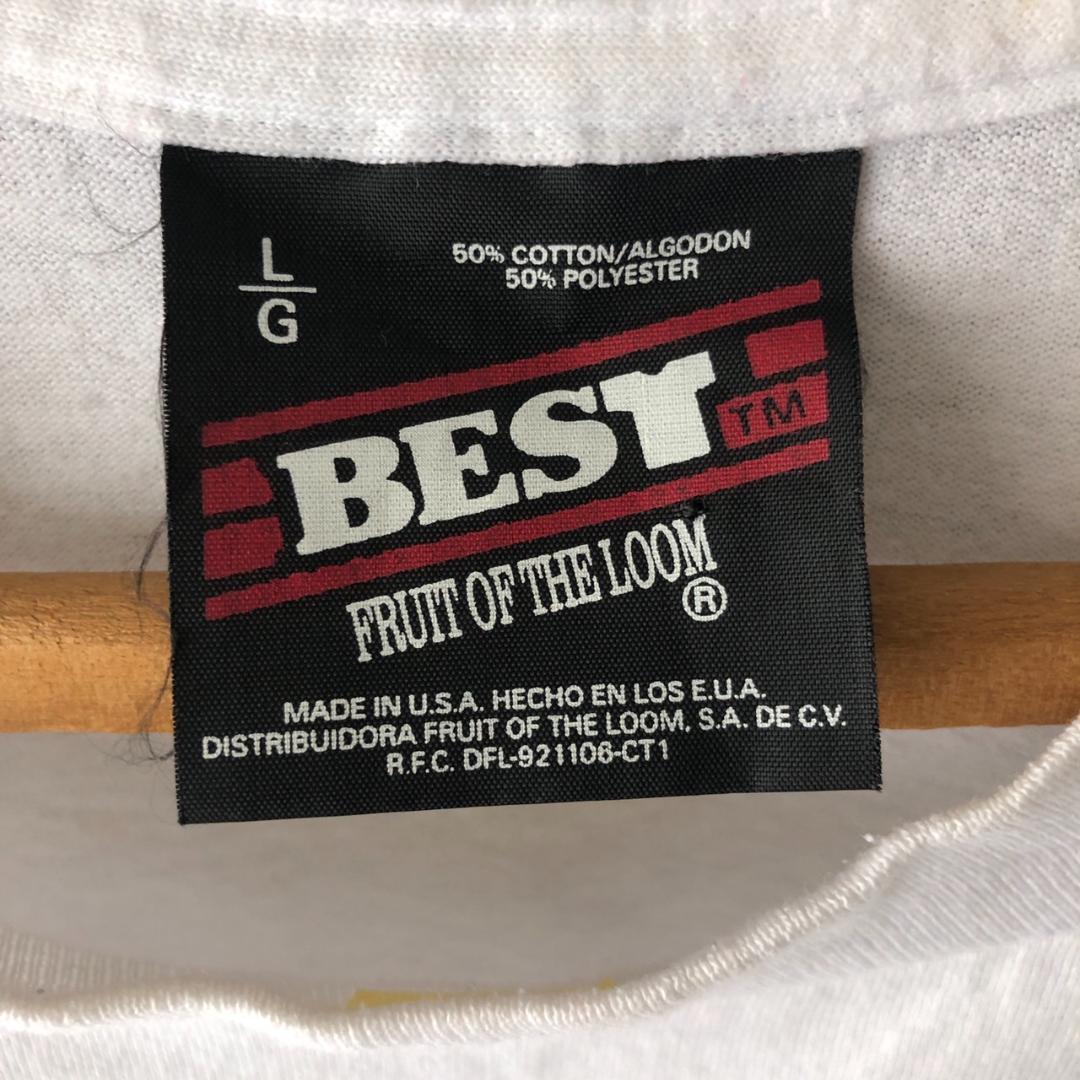 L
G
50% COTTON/ALGODON
50% POLYESTER
BEST TM
FRUIT OF THE LOOM ®
MADE IN U.S.A. HECHO EN LOS E.U.A.
DISTRIBUIDORA FRUIT OF THE LOOM, S.A. DE C.V.
R.F.C. DFL-921106-CT1